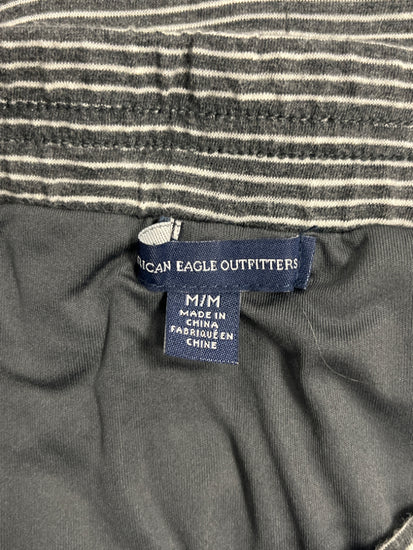 RICAN EAGLE OUTFITTERS
M/M
MADE IN
CHINA
FABRIQUÉ EN
CHINE